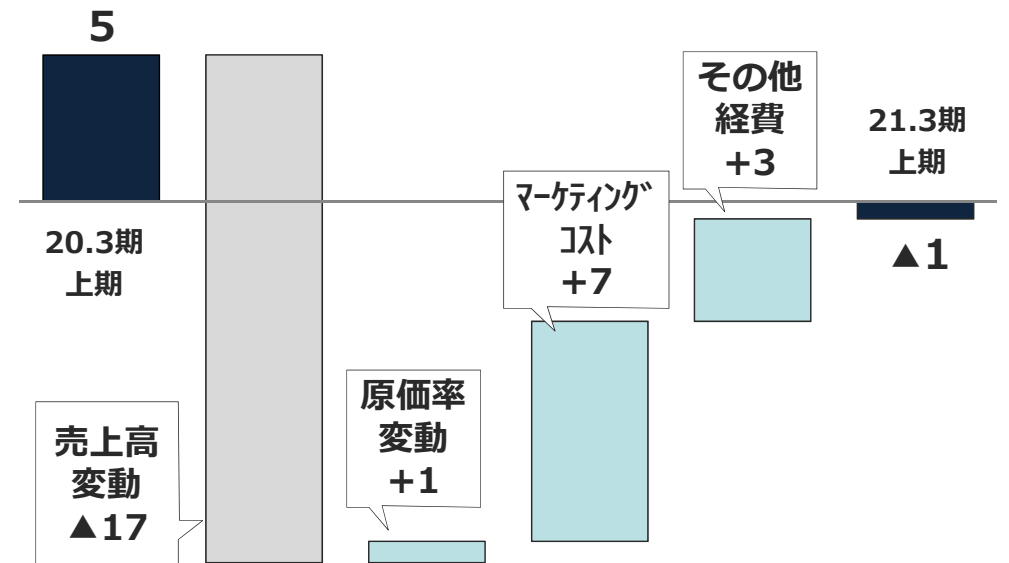 5
20.3期
上期
売上高
変動
▲17
原価率
変動
+1
ﾏｰｹﾃｨﾝｸﾞ
ｺｽﾄ
+7
その他
経費
+3
21.3期
上期
▲1